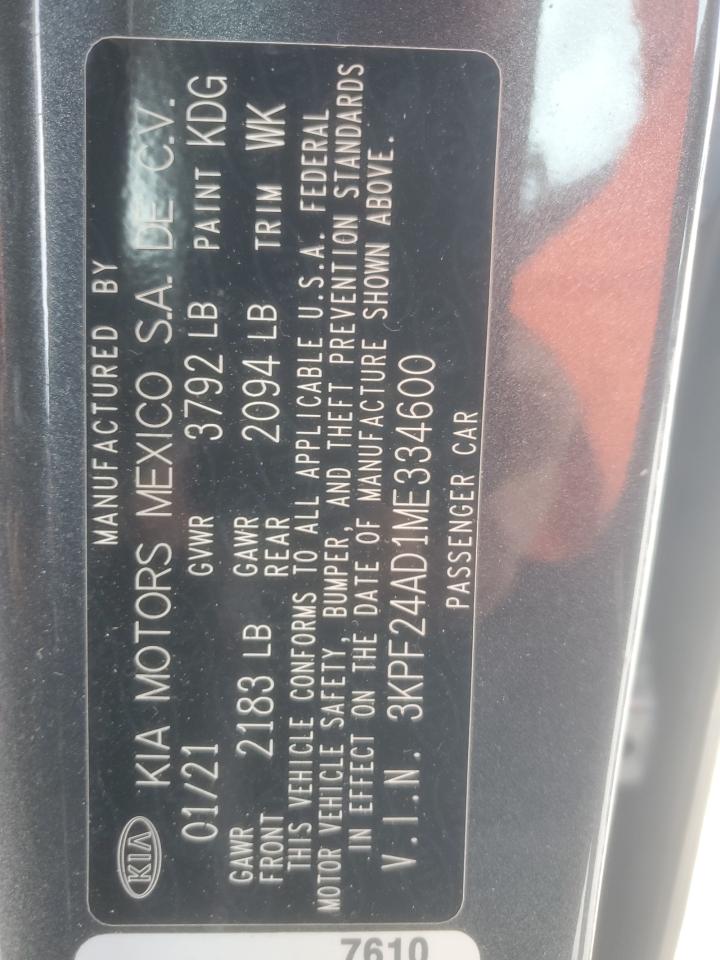 MANUFACTURED BY
KIA KIA MOTORS MEXICO S.A. DE C.V.
01/21 GVWR 3792 LB PAINT KDG
GAWR FRONT 2183 LB GAWR REAR 2094 LB TRIM WK
THIS VEHICLE CONFORMS TO ALL APPLICABLE U.S.A. FEDERAL
MOTOR VEHICLE SAFETY, BUMPER, AND THEFT PREVENTION STANDARDS
IN EFFECT ON THE DATE OF MANUFACTURE SHOWN ABOVE.
V.I.N. 3KPF24AD1ME334600
PASSENGER CAR
7610